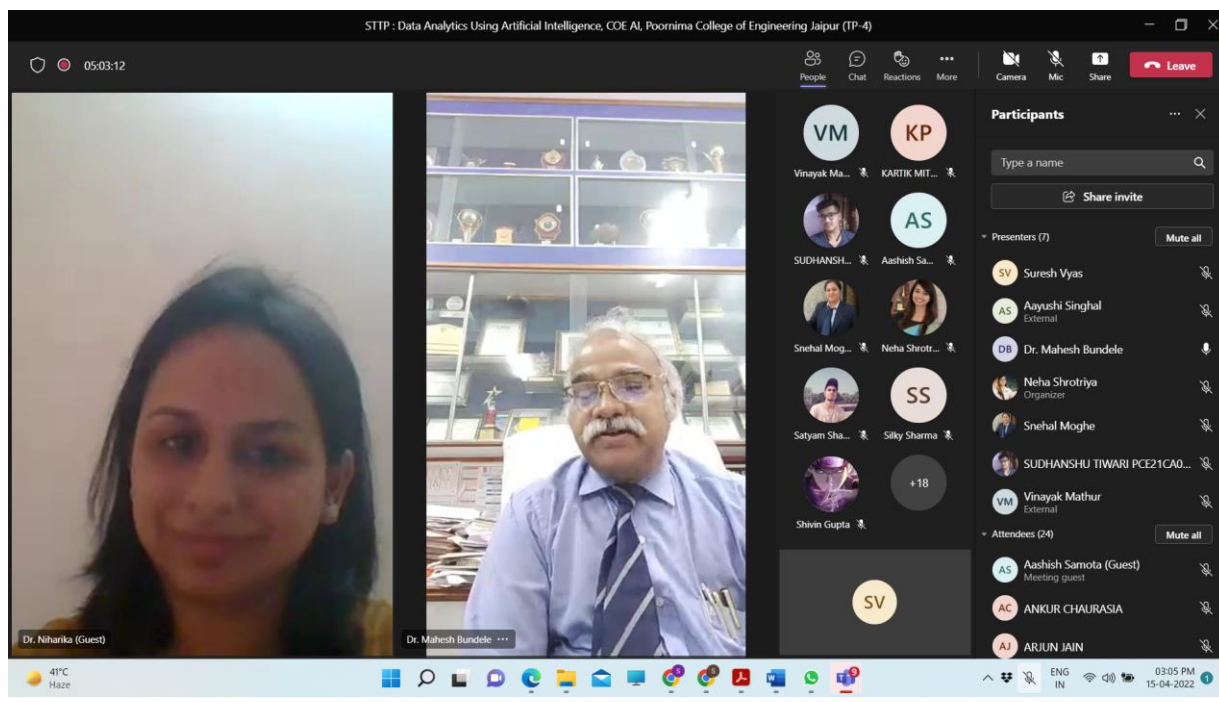 STTP : Data Analytics Using Artificial Intelligence, COE AI, Poornima College of Engineering Jaipur (TP-4)
05:03:12
People Chat Reactions More Camera Mic Share Leave
Dr. Niharika (Guest)
Dr. Mahesh Bundele ...
VM KP
Vinayak Ma... KARTIK MIT...
AS
SUDHANSH... Aashish Sa...
Snehal Mog... Neha Shrotr...
SS
Satyam Sha... Silky Sharma
+18
Shivin Gupta
SV
Participants
Type a name
Share invite
Presenters (7) Mute all
SV Suresh Vyas
AS Aayushi Singhal
External
DB Dr. Mahesh Bundele
Neha Shrotriya
Organizer
Snehal Moghe
SUDHANSHU TIWARI PCE21CA0...
VM Vinayak Mathur
External
Attendees (24) Mute all
AS Aashish Samota (Guest)
Meeting guest
AC ANKUR CHAURASIA
AJ ARJUN JAIN
41°C
Haze
ENG
IN
03:05 PM
15-04-2022
1